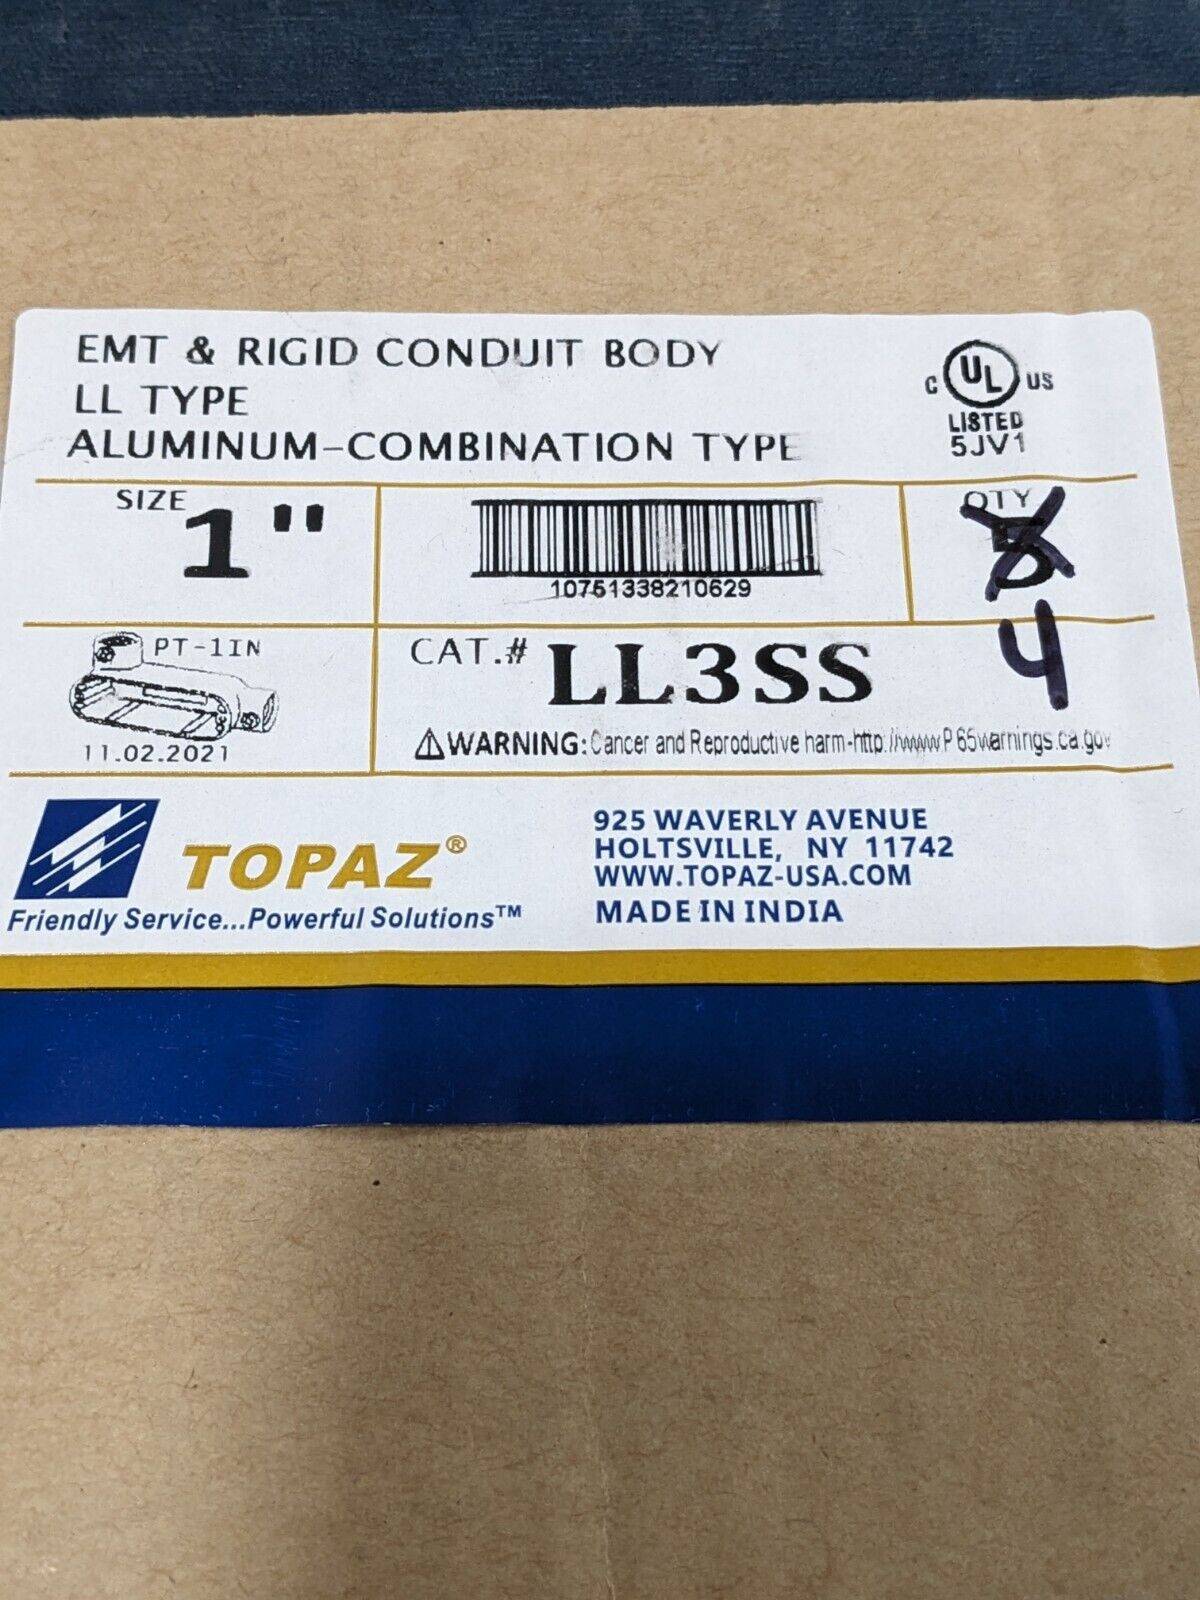 EMT & RIGID CONDUIT BODY
LL TYPE
ALUMINUM-COMBINATION TYPE
C UL US
LISTED
5JV1
SIZE
1"
10751338210629
QTY
5
4
PT-1IN
11.02.2021
CAT.# LL3SS
WARNING: Cancer and Reproductive harm-http://www.P65warnings.ca.gov
TOPAZ®
Friendly Service...Powerful Solutions™
925 WAVERLY AVENUE
HOLTSVILLE, NY 11742
WWW.TOPAZ-USA.COM
MADE IN INDIA